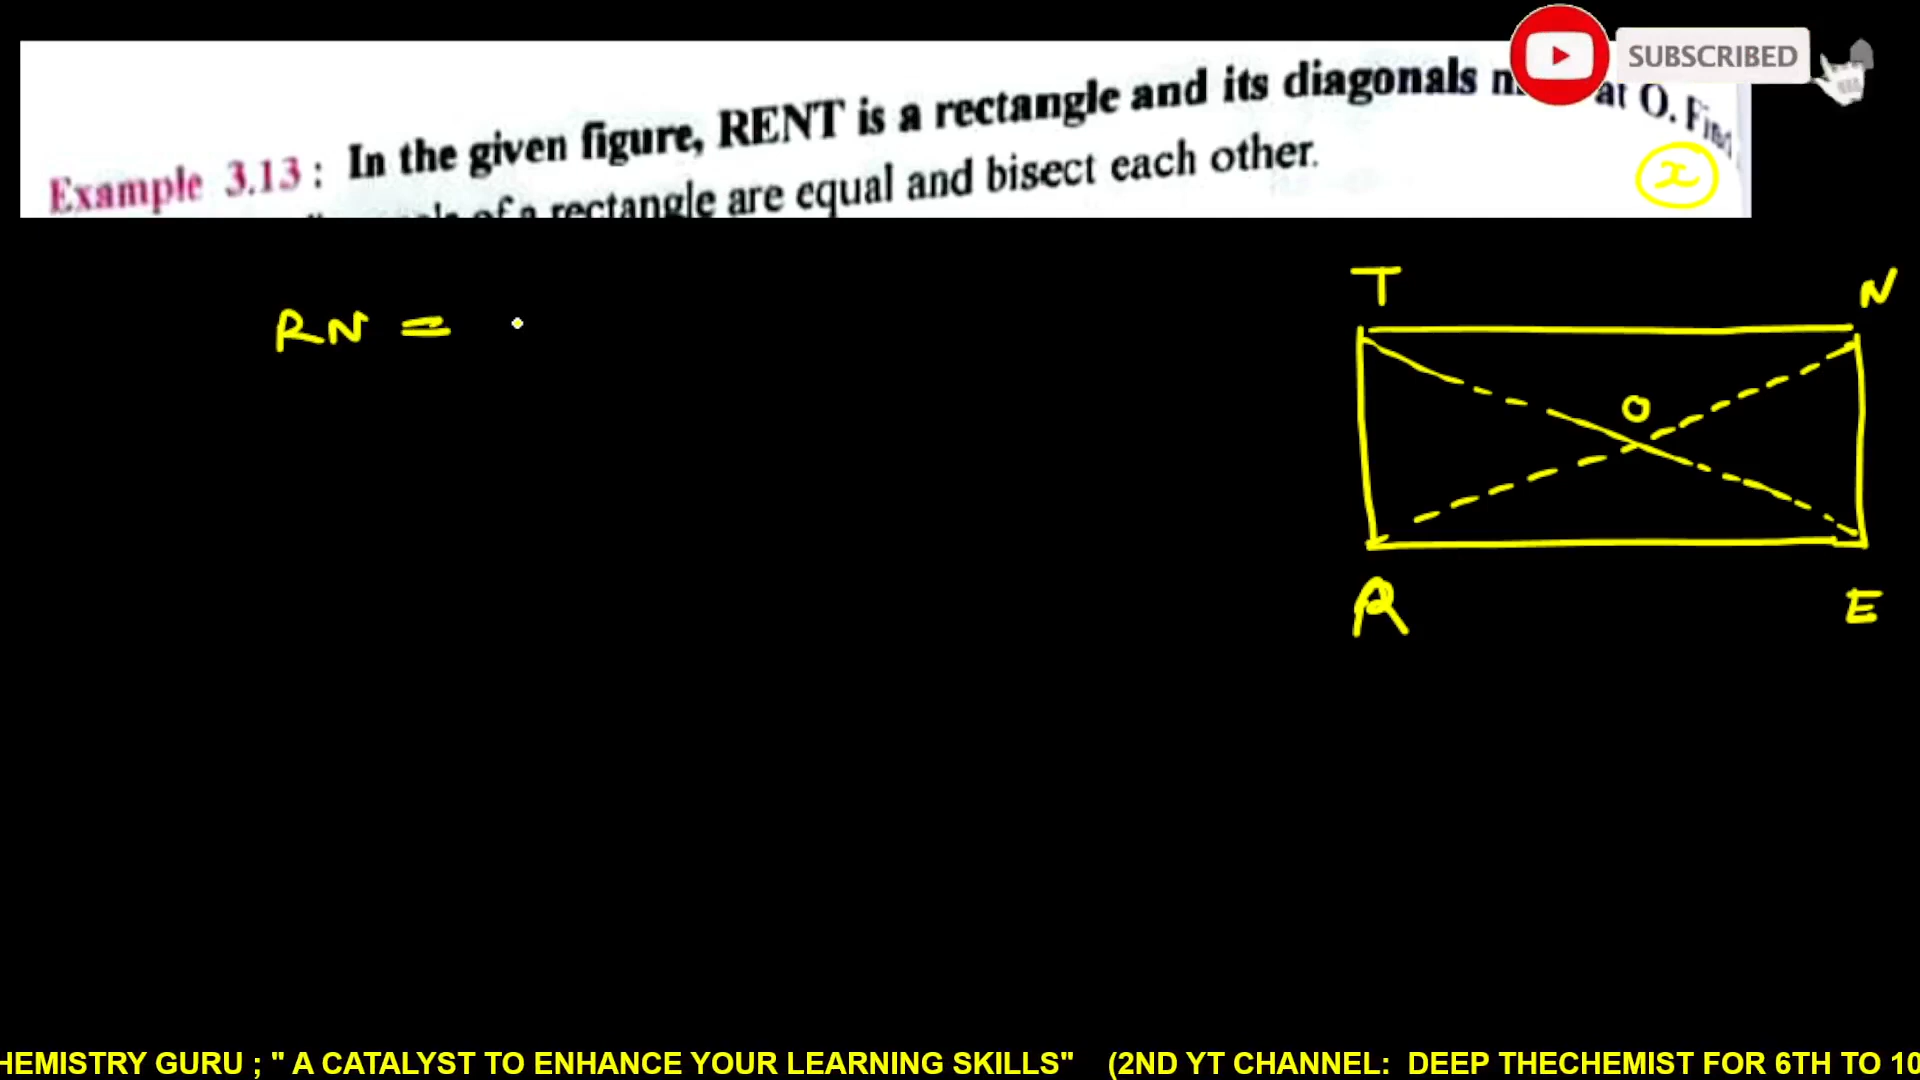 SUBSCRIBED
Example 3.13 : In the given figure, RENT is a rectangle and its diagonals at O. Find
x
of a rectangle are equal and bisect each other.
RN =
T
N
O
R
E
HEMISTRY GURU ; " A CATALYST TO ENHANCE YOUR LEARNING SKILLS" (2ND YT CHANNEL: DEEP THECHEMIST FOR 6TH TO 10